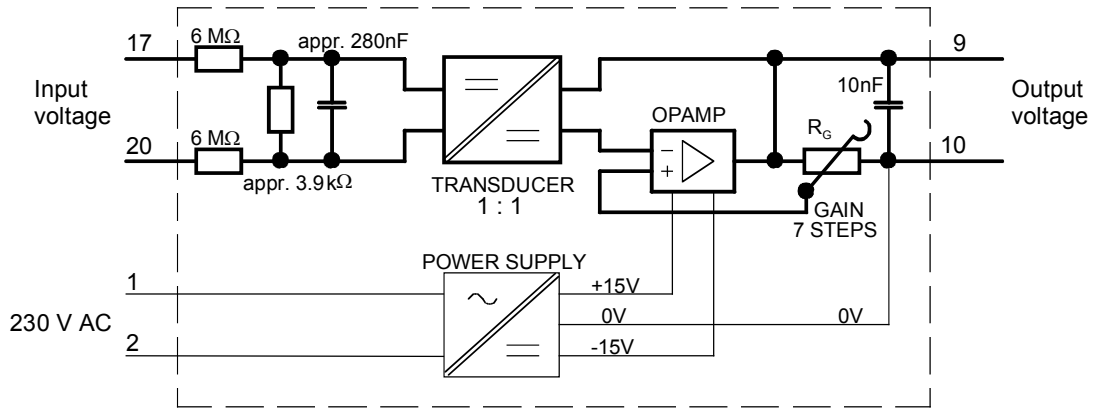 17
6 MΩ
appr. 280nF
9
Input
voltage
10nF
Output
voltage
OPAMP
R_G
20
6 MΩ
−
+
10
appr. 3.9kΩ
TRANSDUCER
1 : 1
GAIN
7 STEPS
POWER SUPPLY
1
+15V
230 V AC
0V
0V
2
-15V